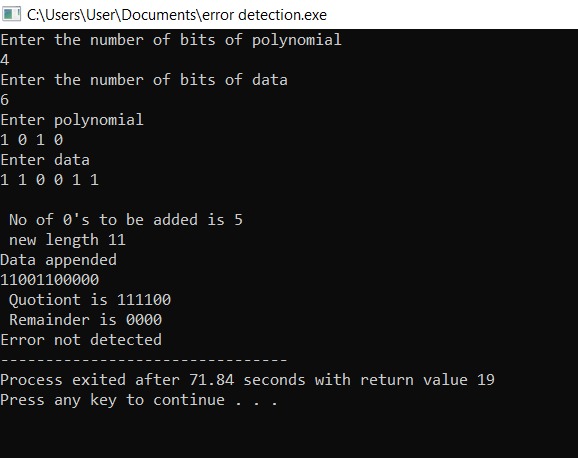 C:\Users\User\Documents\error detection.exe
Enter the number of bits of polynomial
4
Enter the number of bits of data
6
Enter polynomial
1 0 1 0
Enter data
1 1 0 0 1 1
No of 0's to be added is 5
new length 11
Data appended
11001100000
Quotiont is 111100
Remainder is 0000
Error not detected
--------------------------------
Process exited after 71.84 seconds with return value 19
Press any key to continue . . .